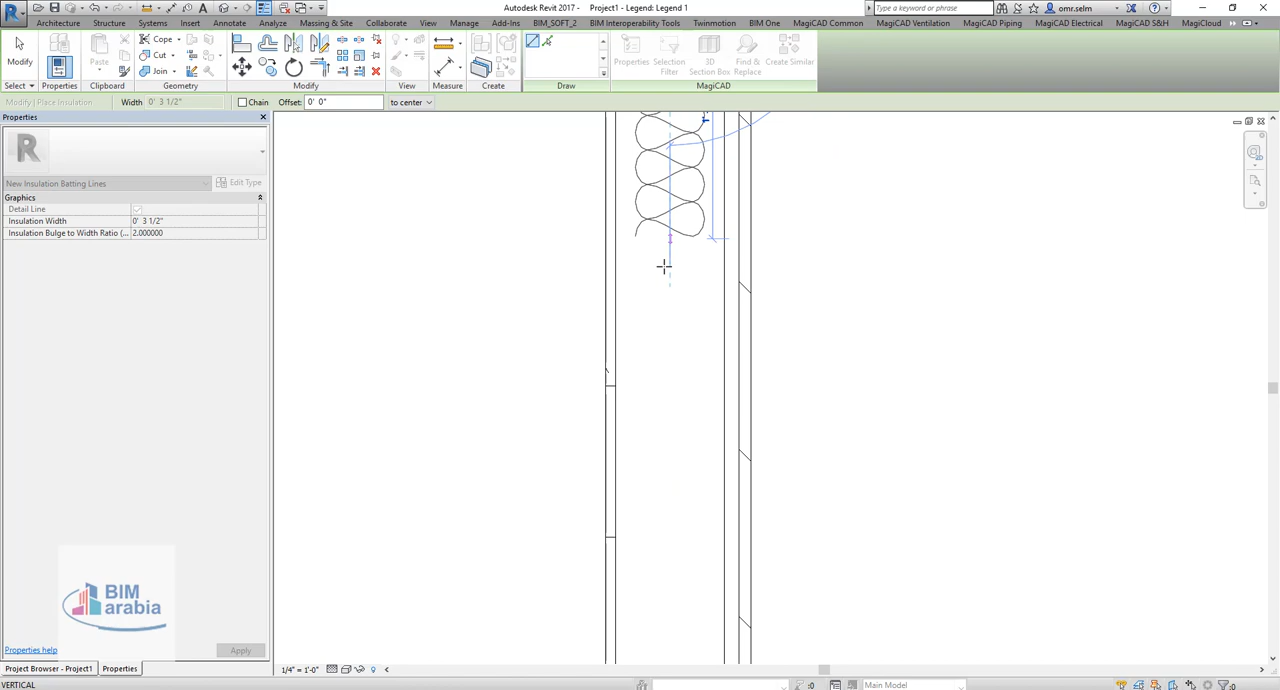 Autodesk Revit 2017 -    Project1 - Legend: Legend 1
Type a keyword or phrase
omr.selm
Architecture Structure Systems Insert Annotate Analyze Massing & Site Collaborate View Manage Add-Ins BIM_SOFT_2 BIM Interoperability Tools Twinmotion BIM One MagiCAD Common MagiCAD Ventilation MagiCAD Piping MagiCAD Electrical MagiCAD S&H MagiCloud
Modify
Paste
Cope
Cut
Join
Properties
Selection Filter
3D Section Box
Find & Replace
Create Similar
Select Properties Clipboard Geometry Modify View Measure Create Draw MagiCAD
Modify | Place Insulation Width 0' 3 1/2" Chain Offset: 0' 0" to center
Properties
New Insulation Batting Lines Edit Type
Graphics
Detail Line
Insulation Width 0' 3 1/2"
Insulation Bulge to Width Ratio (... 2.000000
BIM
arabia
Properties help Apply
Project Browser - Project1 Properties
1/4" = 1'-0"
VERTICAL
:0
Main Model
:0